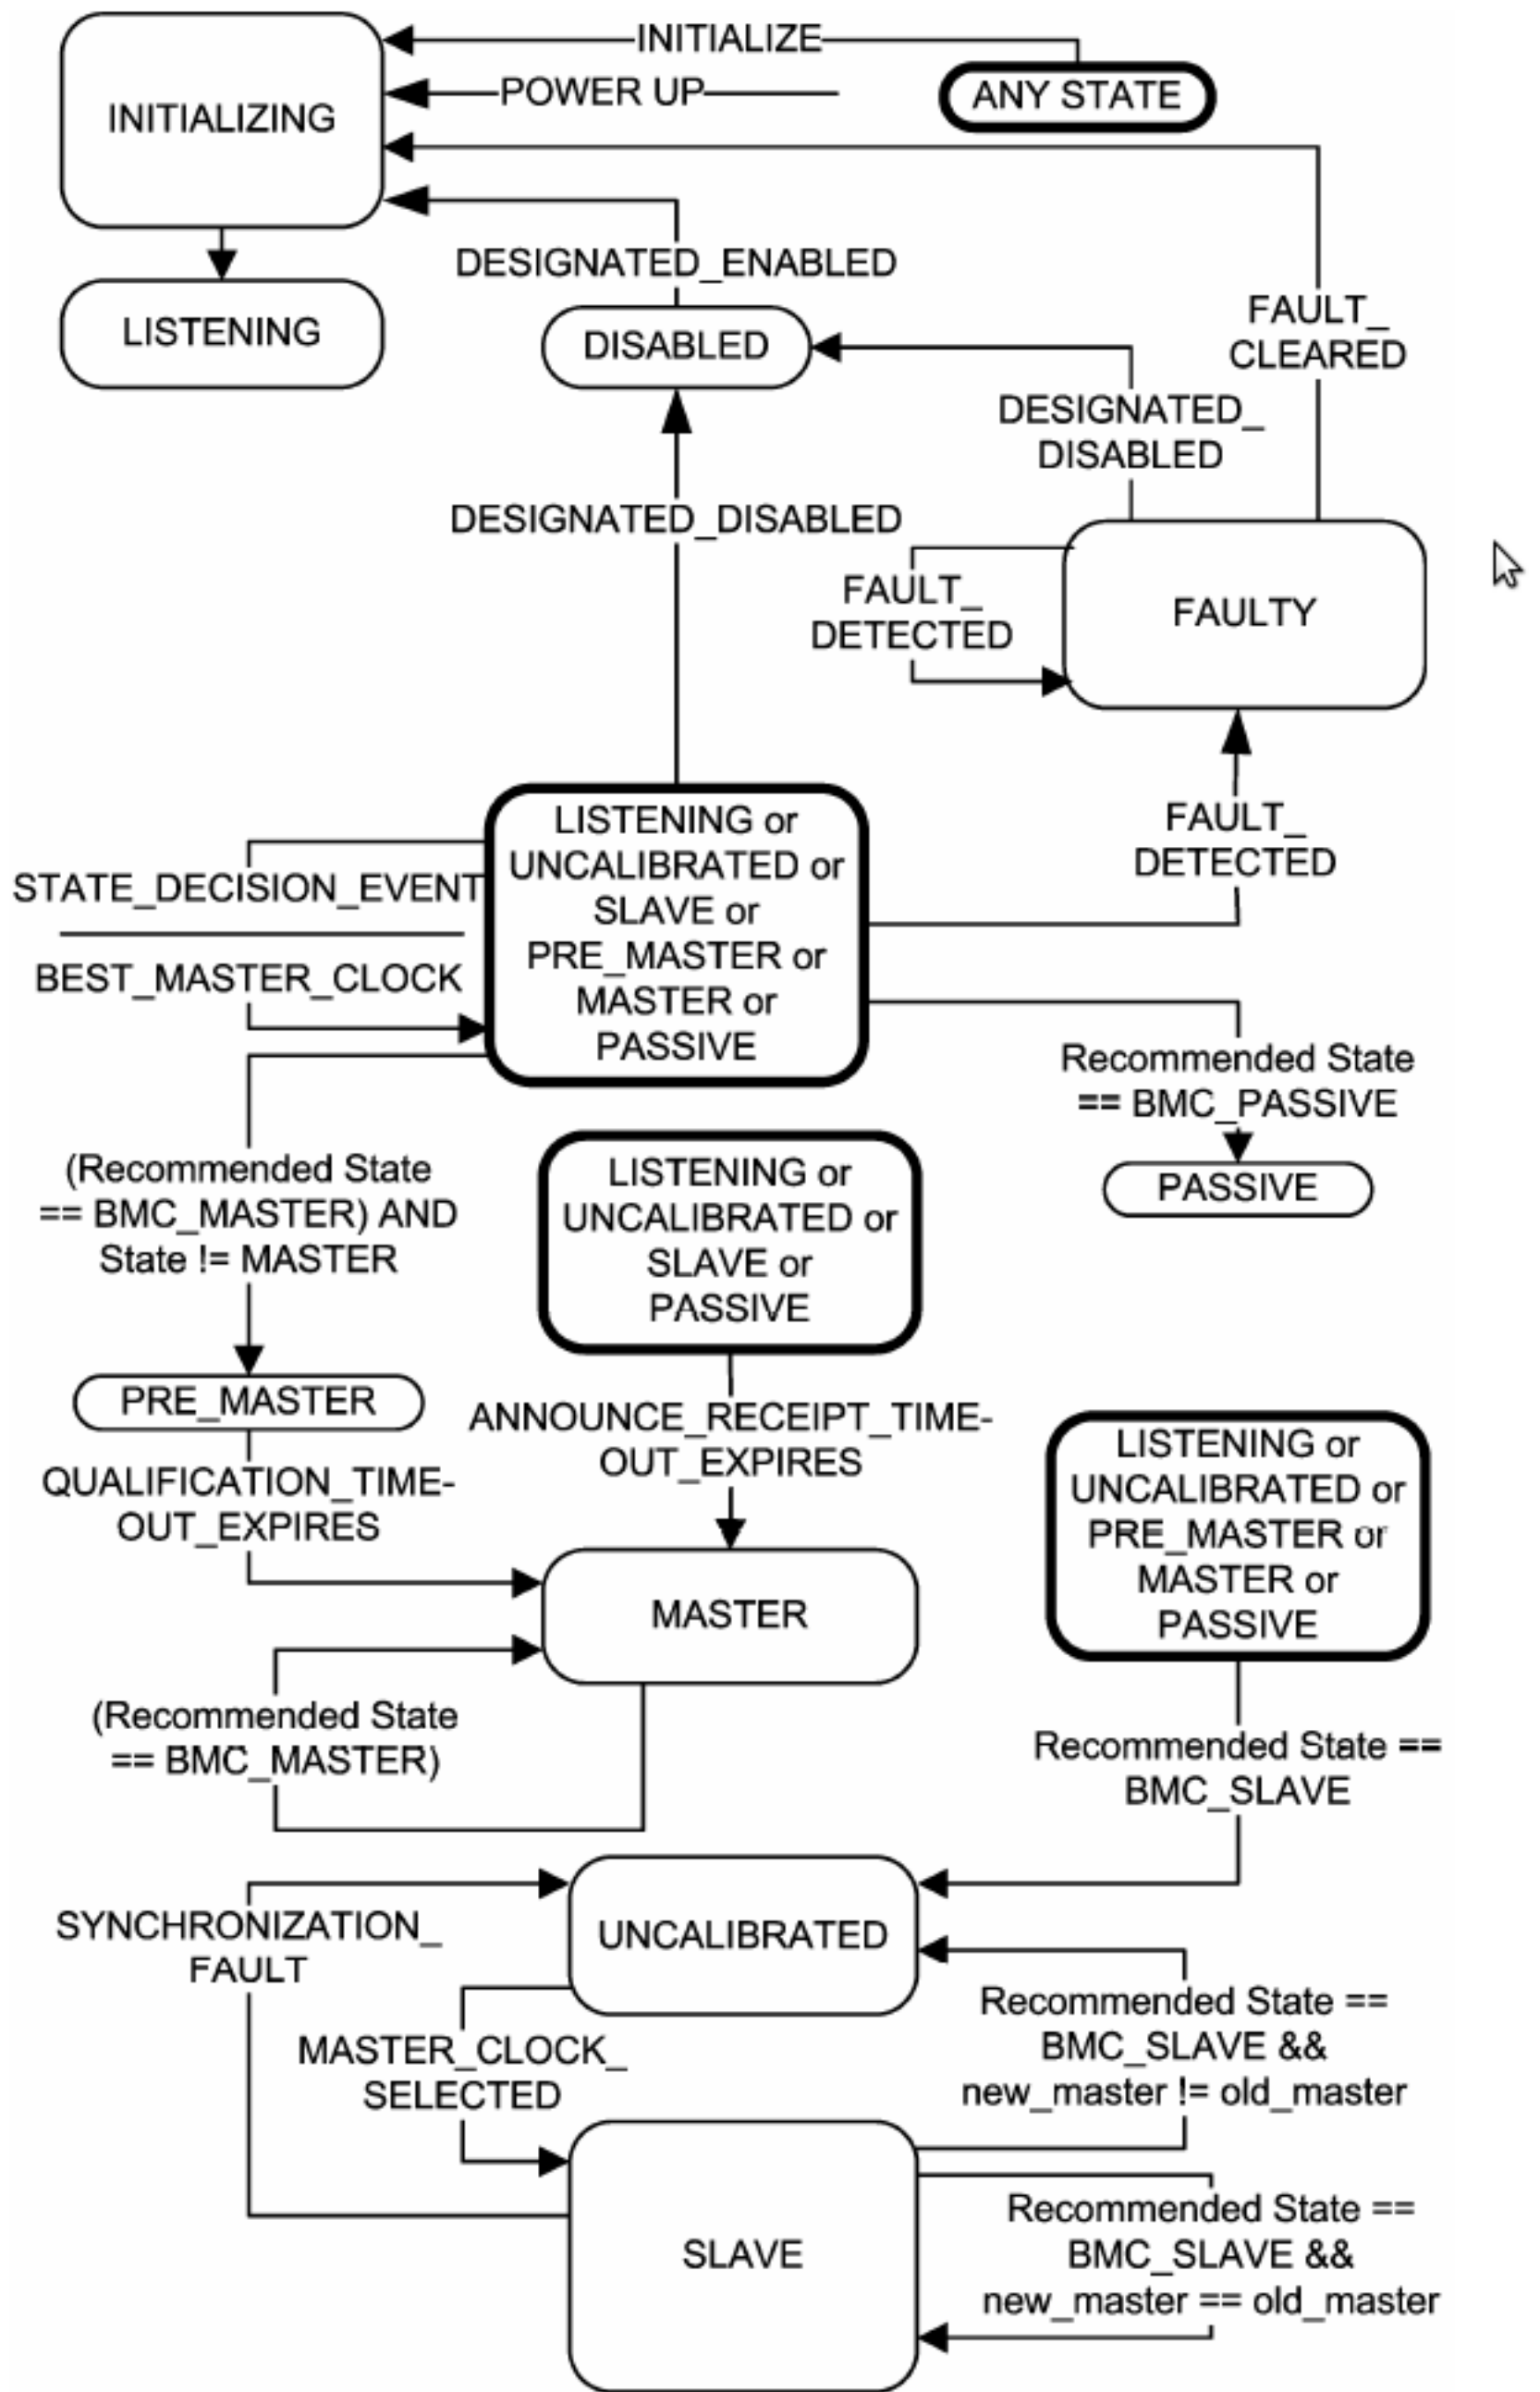 INITIALIZE
POWER UP
ANY STATE
INITIALIZING
DESIGNATED_ENABLED
LISTENING
DISABLED
FAULT_
CLEARED
DESIGNATED_
DISABLED
DESIGNATED_DISABLED
FAULT_
DETECTED
FAULTY
LISTENING or
UNCALIBRATED or
SLAVE or
PRE_MASTER or
MASTER or
PASSIVE
STATE_DECISION_EVENT
BEST_MASTER_CLOCK
FAULT_
DETECTED
Recommended State
== BMC_PASSIVE
PASSIVE
(Recommended State
== BMC_MASTER) AND
State != MASTER
LISTENING or
UNCALIBRATED or
SLAVE or
PASSIVE
PRE_MASTER
QUALIFICATION_TIME-
OUT_EXPIRES
ANNOUNCE_RECEIPT_TIME-
OUT_EXPIRES
LISTENING or
UNCALIBRATED or
PRE_MASTER or
MASTER or
PASSIVE
MASTER
(Recommended State
== BMC_MASTER)
Recommended State ==
BMC_SLAVE
SYNCHRONIZATION_
FAULT
UNCALIBRATED
MASTER_CLOCK_
SELECTED
Recommended State ==
BMC_SLAVE &&
new_master != old_master
SLAVE
Recommended State ==
BMC_SLAVE &&
new_master == old_master